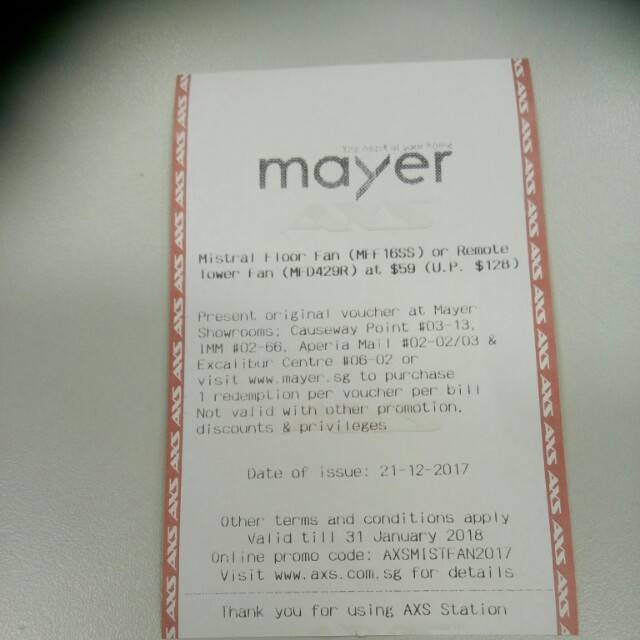 The heart of your home
mayer
AXS
Mistral Floor Fan (MFF16SS) or Remote
Tower Fan (MFD429R) at $59 (U.P. $128)
Present original voucher at Mayer
Showrooms: Causeway Point #03-13,
IMM #02-66, Aperia Mall #02-02/03 &
Excalibur Centre #06-02 or
visit www.mayer.sg to purchase
1 redemption per voucher per bill
Not valid with other promotion,
discounts & privileges
Date of issue: 21-12-2017
Other terms and conditions apply
Valid till 31 January 2018
Online promo code: AXSMISTFAN2017
Visit www.axs.com.sg for details
Thank you for using AXS Station